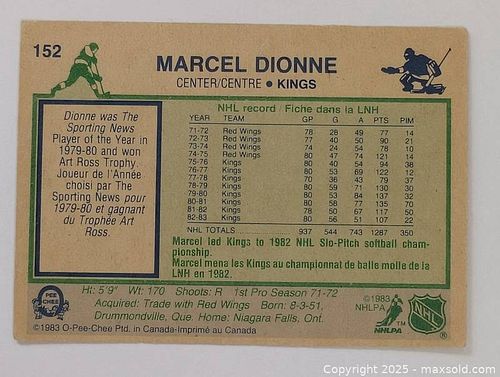 152
MARCEL DIONNE
CENTER/CENTRE • KINGS
Dionne was The
Sporting News
Player of the Year in
1979-80 and won
Art Ross Trophy.
Joueur de l'Année
choisi par The
Sporting News pour
1979-80 et gagnant
du Trophée Art
Ross.
NHL record / Fiche dans la LNH
YEAR TEAM GP G A PTS PIM
71-72 Red Wings 78 28 49 77 14
72-73 Red Wings 77 40 50 90 21
73-74 Red Wings 74 24 54 78 10
74-75 Red Wings 80 47 74 121 14
75-76 Kings 80 40 54 94 38
76-77 Kings 80 53 69 122 12
77-78 Kings 70 36 43 79 37
78-79 Kings 80 59 71 130 30
79-80 Kings 80 53 84 137 32
80-81 Kings 80 58 77 135 70
81-82 Kings 78 50 67 117 50
82-83 Kings 80 56 51 107 22
NHL TOTALS 937 544 743 1287 350
Marcel led Kings to 1982 NHL Slo-Pitch softball cham-
pionship.
Marcel mena les Kings au championnat de balle molle de la
LNH en 1982.
O PEE CHEE
Ht: 5'9" Wt: 170 Shoots: R 1st Pro Season 71-72
Acquired: Trade with Red Wings Born: 8-3-51,
Drummondville, Que. Home: Niagara Falls, Ont.
©1983 O-Pee-Chee Ptd. in Canada-Imprimé au Canada
©1983
NHLPA
NHLPA
NHL
®
Copyright 2025 - maxsold.com